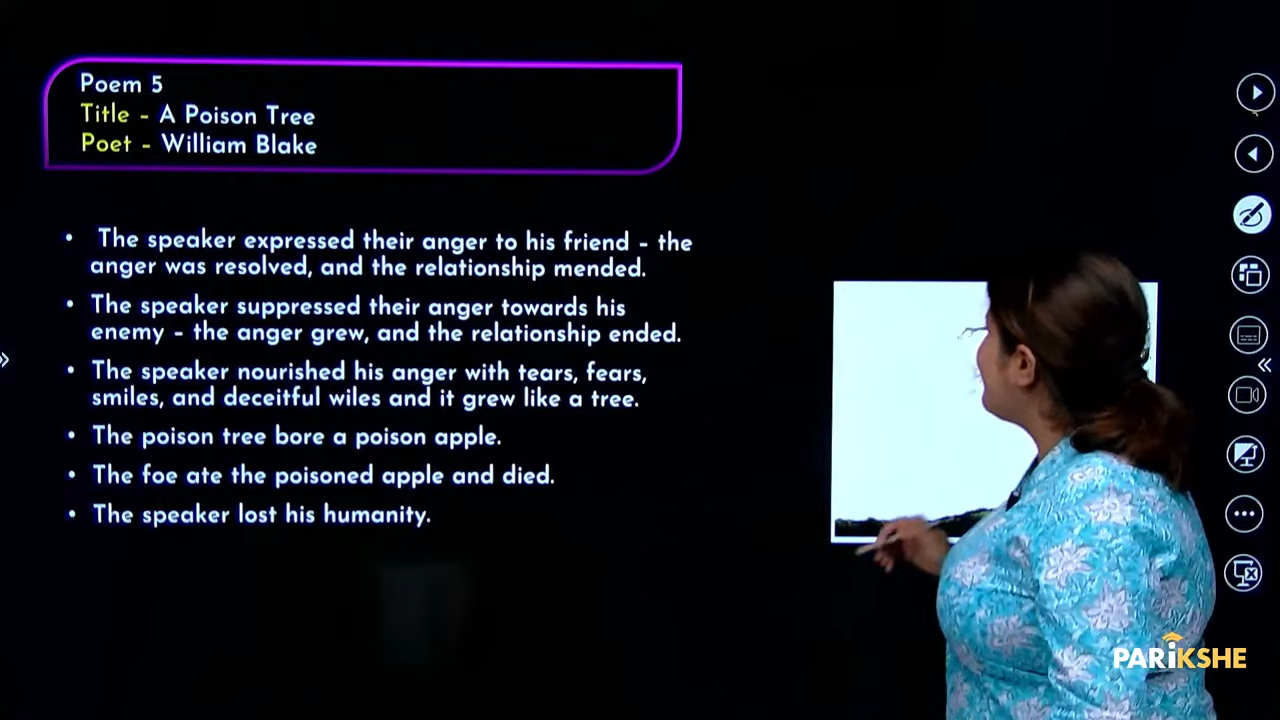 Poem 5
Title - A Poison Tree
Poet - William Blake
• The speaker expressed their anger to his friend - the
anger was resolved, and the relationship mended.
• The speaker suppressed their anger towards his
enemy - the anger grew, and the relationship ended.
• The speaker nourished his anger with tears, fears,
smiles, and deceitful wiles and it grew like a tree.
• The poison tree bore a poison apple.
• The foe ate the poisoned apple and died.
• The speaker lost his humanity.
PARiKSHE